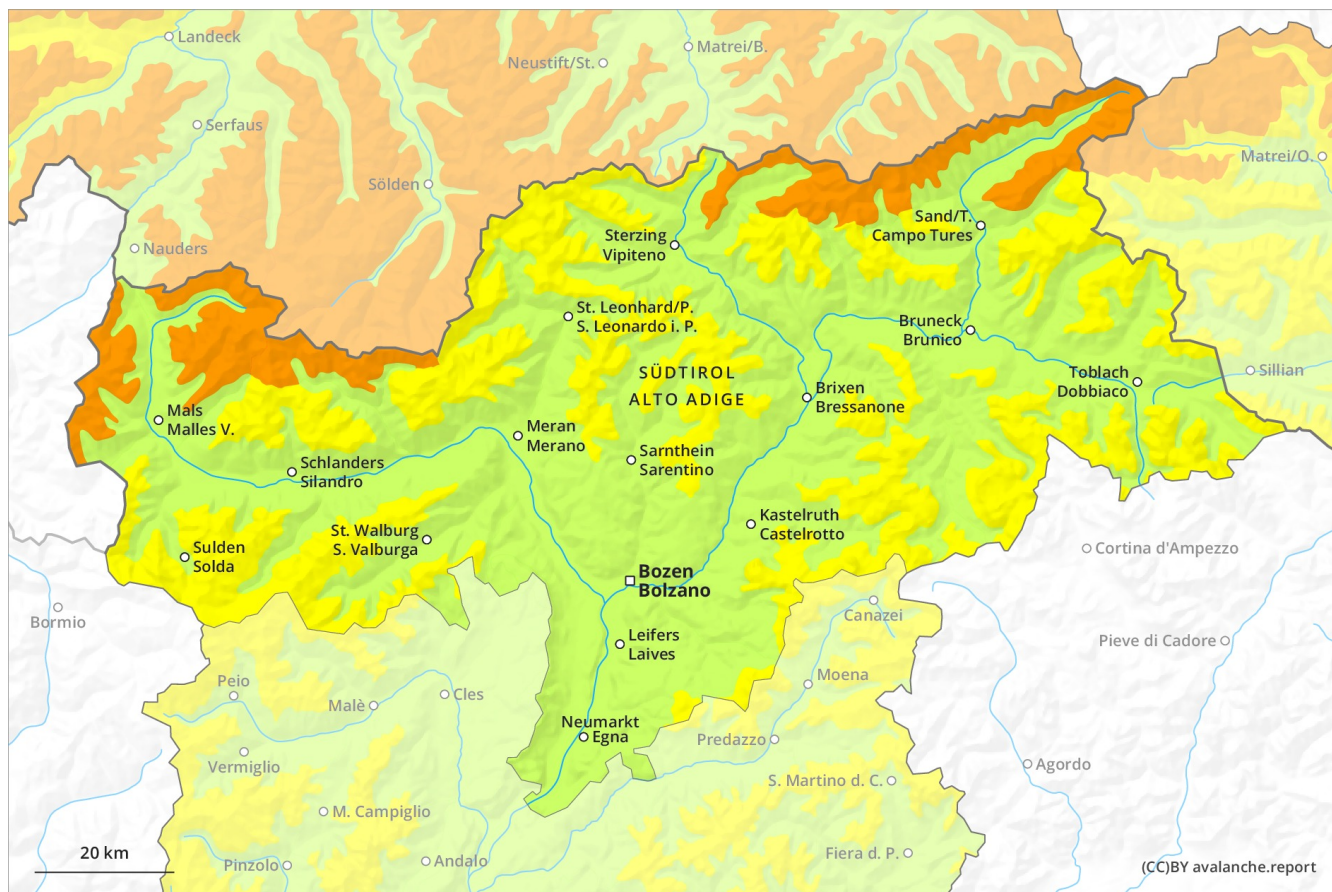 Landeck
Matrei/B.
Neustift/St.
Serfaus
Matrei/O.
Sölden
Sand/T.
Campo Tures
Nauders
Sterzing
Vipiteno
St. Leonhard/P.
S. Leonardo i. P.
Bruneck
Brunico
SÜDTIROL
ALTO ADIGE
Toblach
Dobbiaco
Sillian
Brixen
Bressanone
Mals
Malles V.
Meran
Merano
Sarnthein
Sarentino
Schlanders
Silandro
Kastelruth
Castelrotto
St. Walburg
S. Valburga
Sulden
Solda
Cortina d'Ampezzo
Bozen
Bolzano
Bormio
Canazei
Leifers
Laives
Pieve di Cadore
Peio
Moena
Cles
Malè
Neumarkt
Egna
Predazzo
Vermiglio
Agordo
S. Martino d. C.
M. Campiglio
20 km
Andalo
Fiera d. P.
Pinzolo
(CC)BY avalanche.report